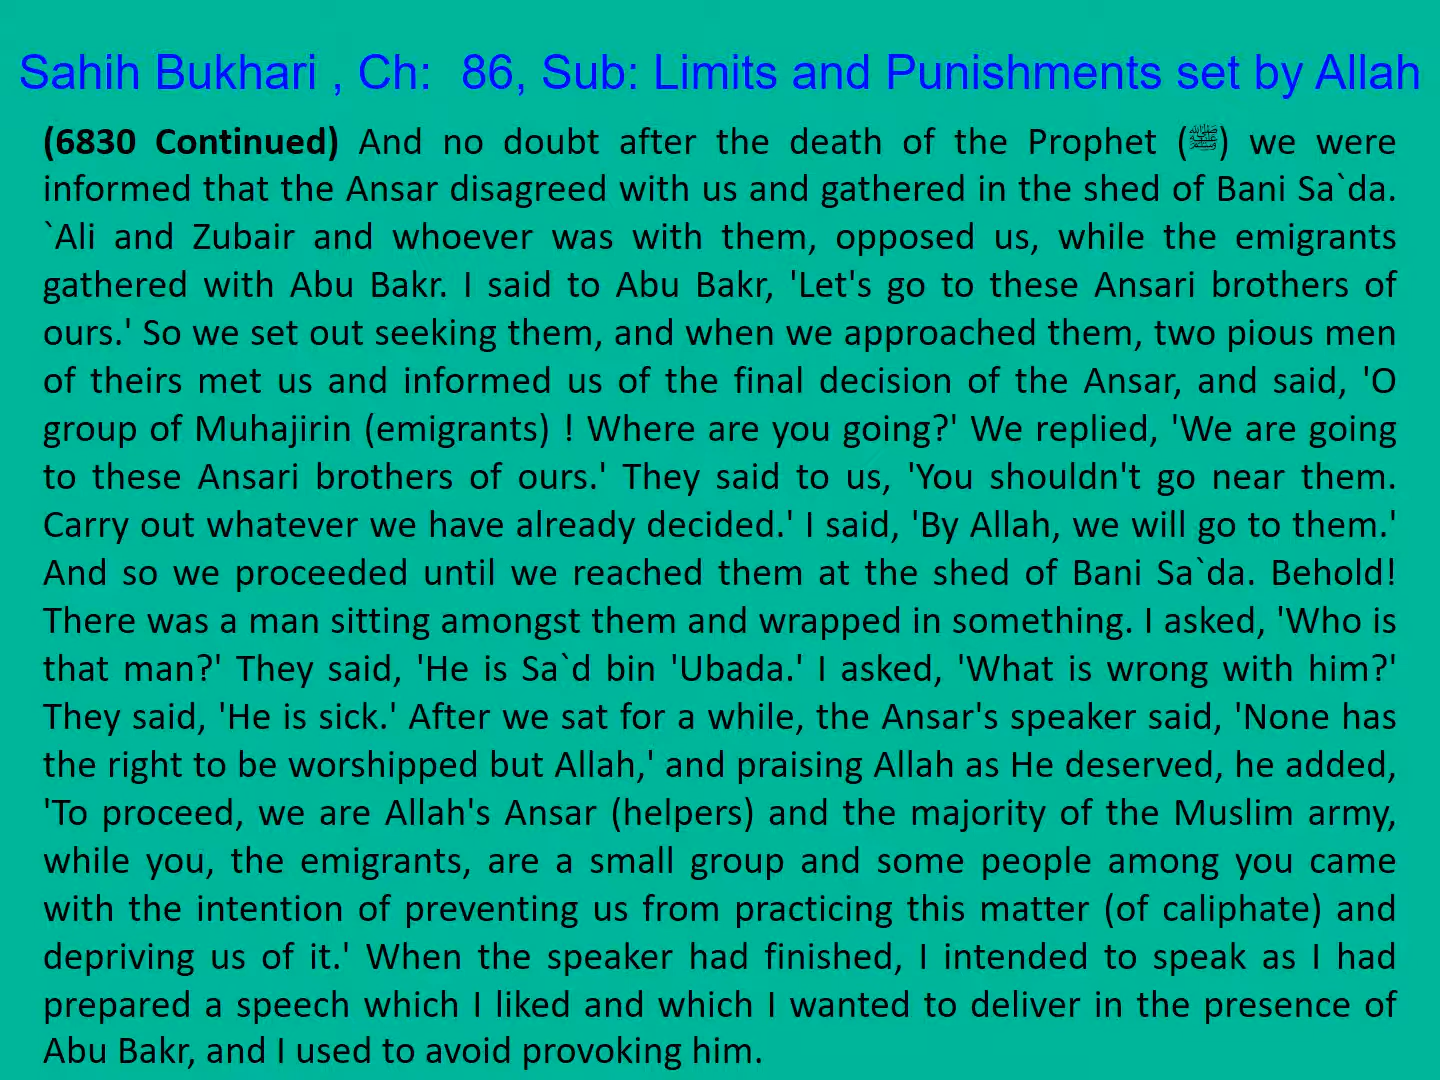 Sahih Bukhari , Ch:  86, Sub: Limits and Punishments set by Allah
(6830 Continued) And no doubt after the death of the Prophet (ﷺ) we were
informed that the Ansar disagreed with us and gathered in the shed of Bani Sa`da.
`Ali and Zubair and whoever was with them, opposed us, while the emigrants
gathered with Abu Bakr. I said to Abu Bakr, 'Let's go to these Ansari brothers of
ours.' So we set out seeking them, and when we approached them, two pious men
of theirs met us and informed us of the final decision of the Ansar, and said, 'O
group of Muhajirin (emigrants) ! Where are you going?' We replied, 'We are going
to these Ansari brothers of ours.' They said to us, 'You shouldn't go near them.
Carry out whatever we have already decided.' I said, 'By Allah, we will go to them.'
And so we proceeded until we reached them at the shed of Bani Sa`da. Behold!
There was a man sitting amongst them and wrapped in something. I asked, 'Who is
that man?' They said, 'He is Sa`d bin 'Ubada.' I asked, 'What is wrong with him?'
They said, 'He is sick.' After we sat for a while, the Ansar's speaker said, 'None has
the right to be worshipped but Allah,' and praising Allah as He deserved, he added,
'To proceed, we are Allah's Ansar (helpers) and the majority of the Muslim army,
while you, the emigrants, are a small group and some people among you came
with the intention of preventing us from practicing this matter (of caliphate) and
depriving us of it.' When the speaker had finished, I intended to speak as I had
prepared a speech which I liked and which I wanted to deliver in the presence of
Abu Bakr, and I used to avoid provoking him.